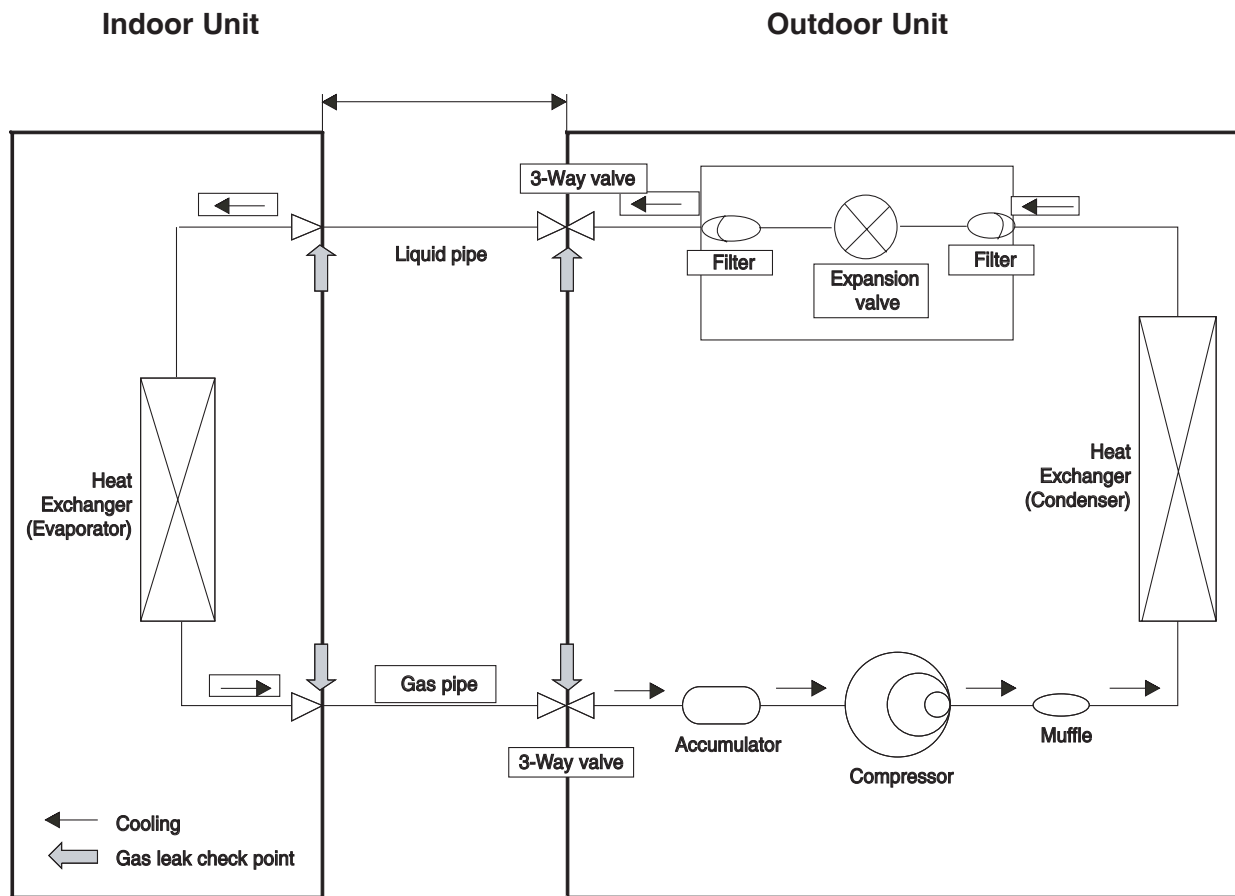 Indoor Unit
Outdoor Unit
3-Way valve
Liquid pipe
Filter
Expansion
valve
Filter
Heat
Exchanger
(Evaporator)
Heat
Exchanger
(Condenser)
Gas pipe
3-Way valve
Accumulator
Compressor
Muffle
Cooling
Gas leak check point